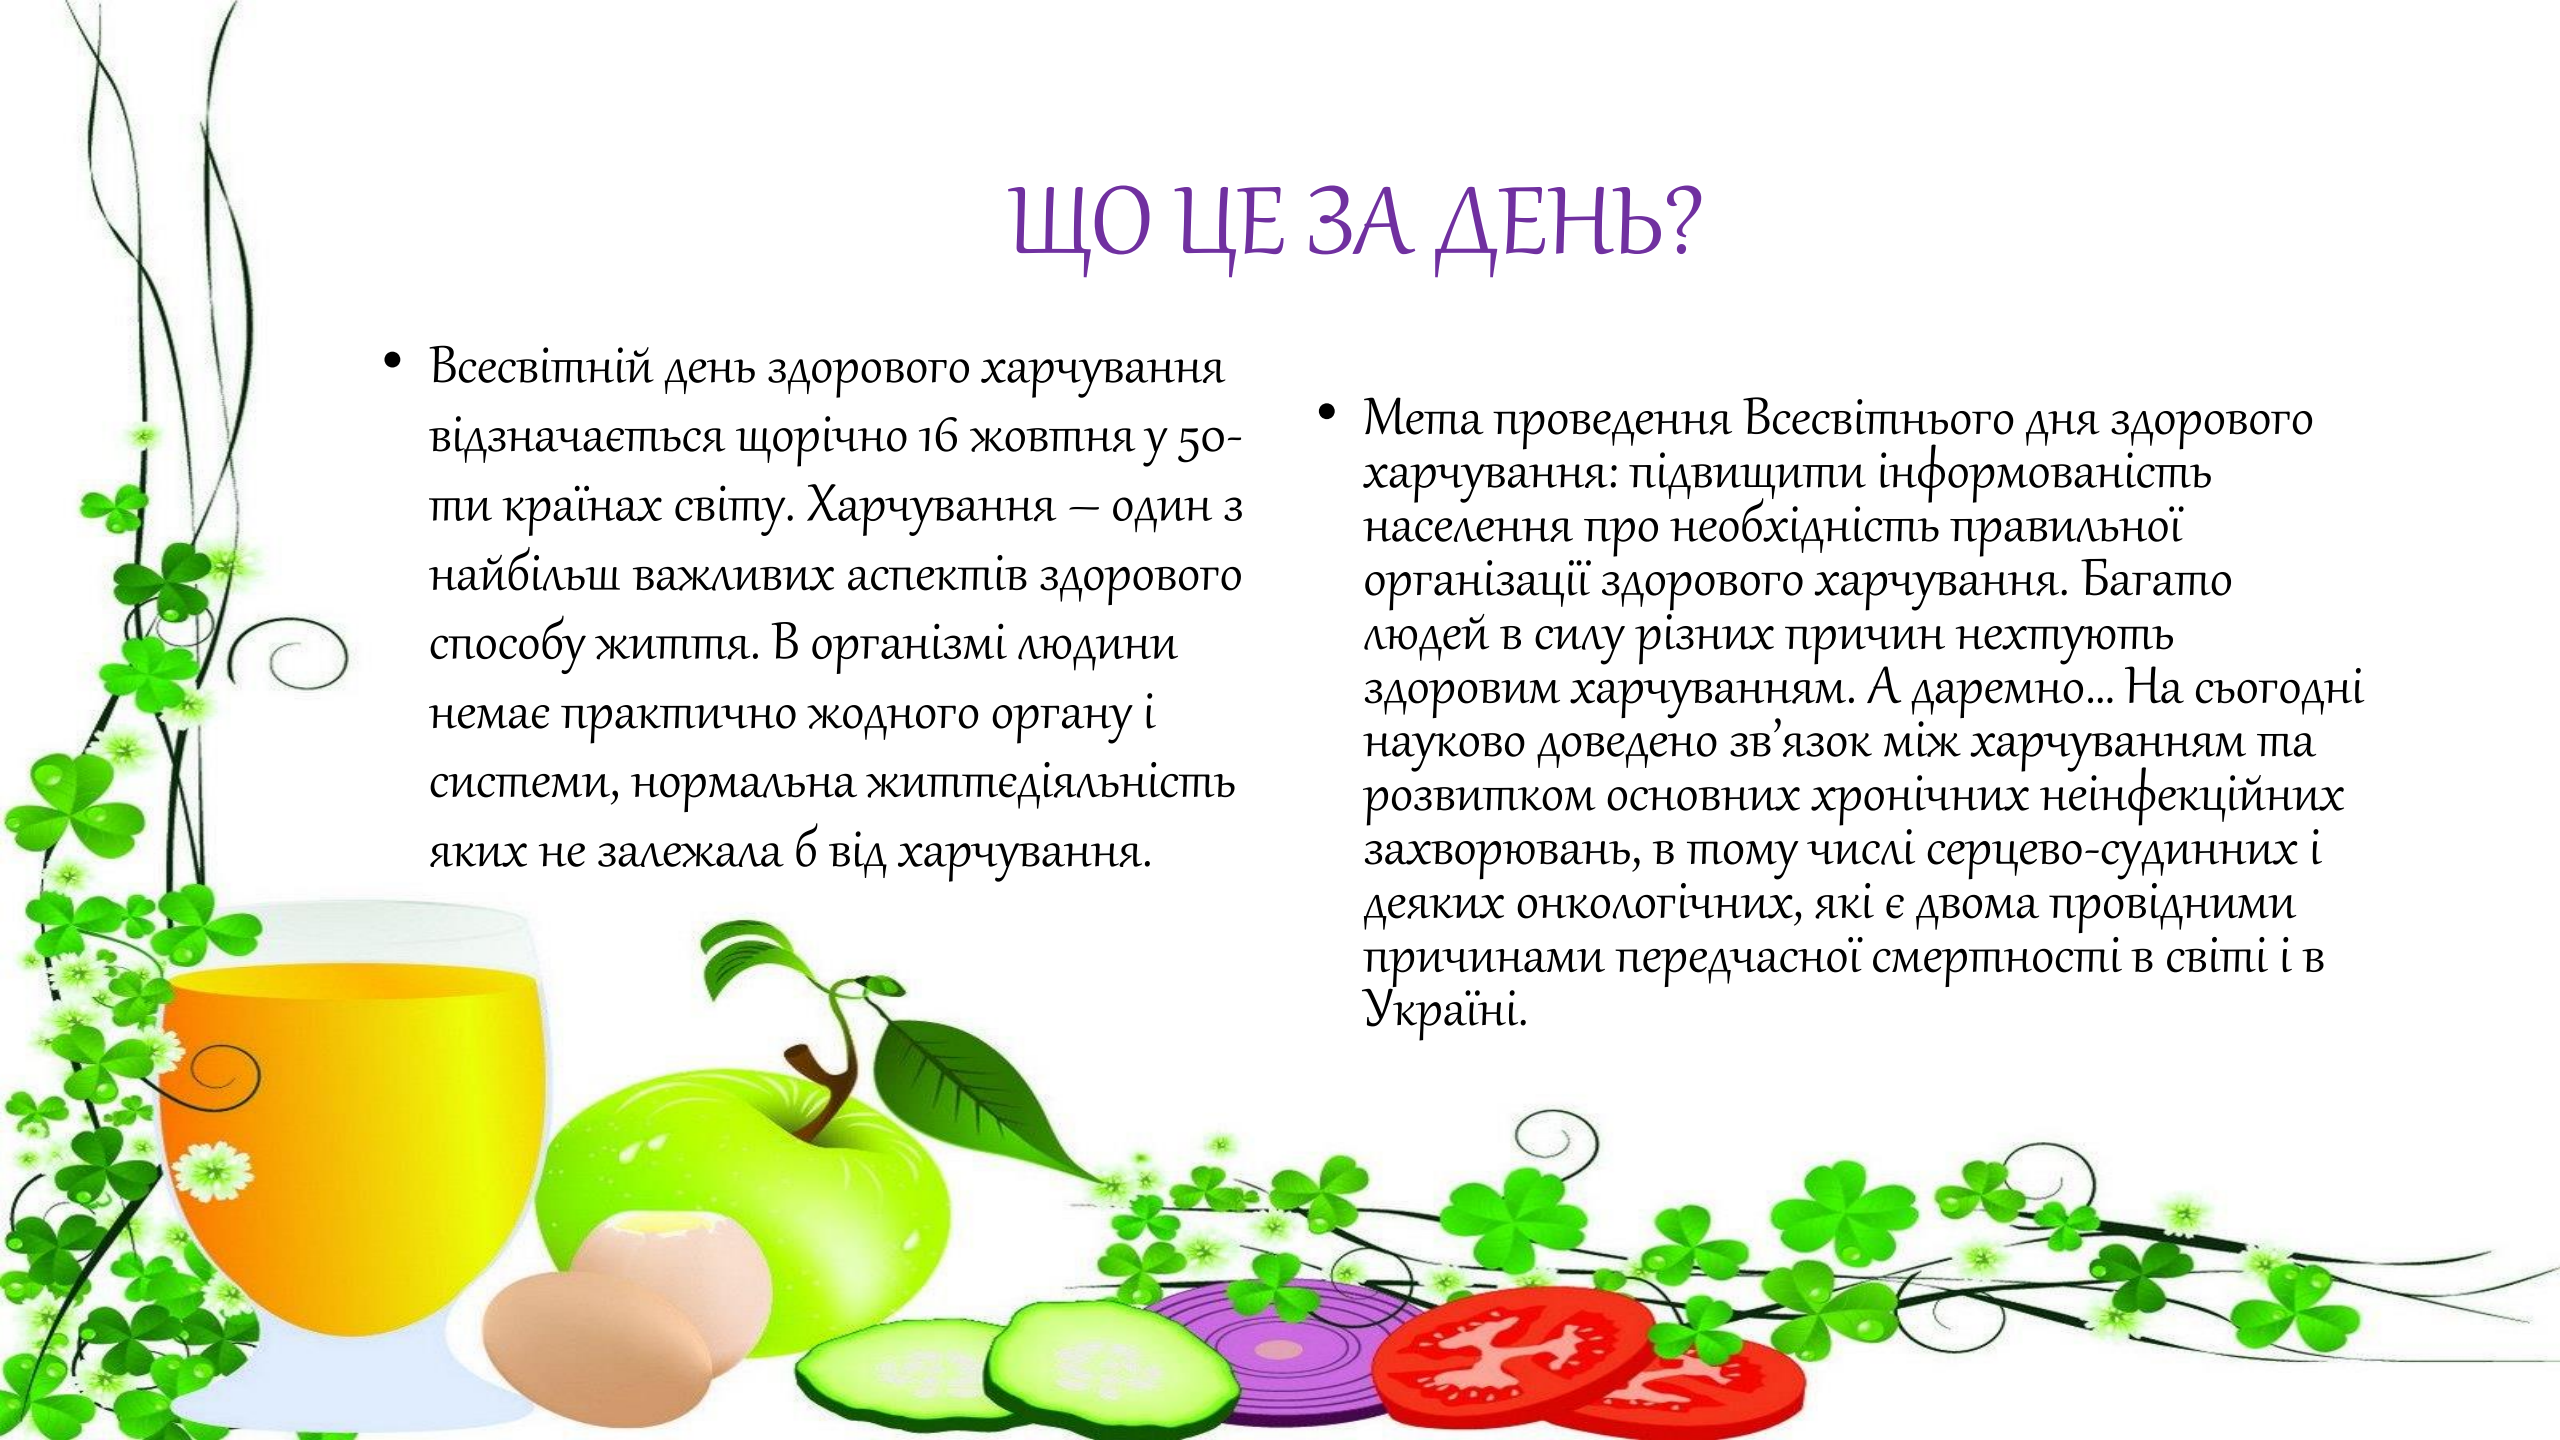 ЩО ЦЕ ЗА ДЕНЬ?
• Всесвітній день здорового харчування
відзначається щорічно 16 жовтня у 50-
ти країнах світу. Харчування – один з
найбільш важливих аспектів здорового
способу життя. В організмі людини
немає практично жодного органу і
системи, нормальна життєдіяльність
яких не залежала б від харчування.
• Мета проведення Всесвітнього дня здорового
харчування: підвищити інформованість
населення про необхідність правильної
організації здорового харчування. Багато
людей в силу різних причин нехтують
здоровим харчуванням. А даремно… На сьогодні
науково доведено зв’язок між харчуванням та
розвитком основних хронічних неінфекційних
захворювань, в тому числі серцево-судинних і
деяких онкологічних, які є двома провідними
причинами передчасної смертності в світі і в
Україні.